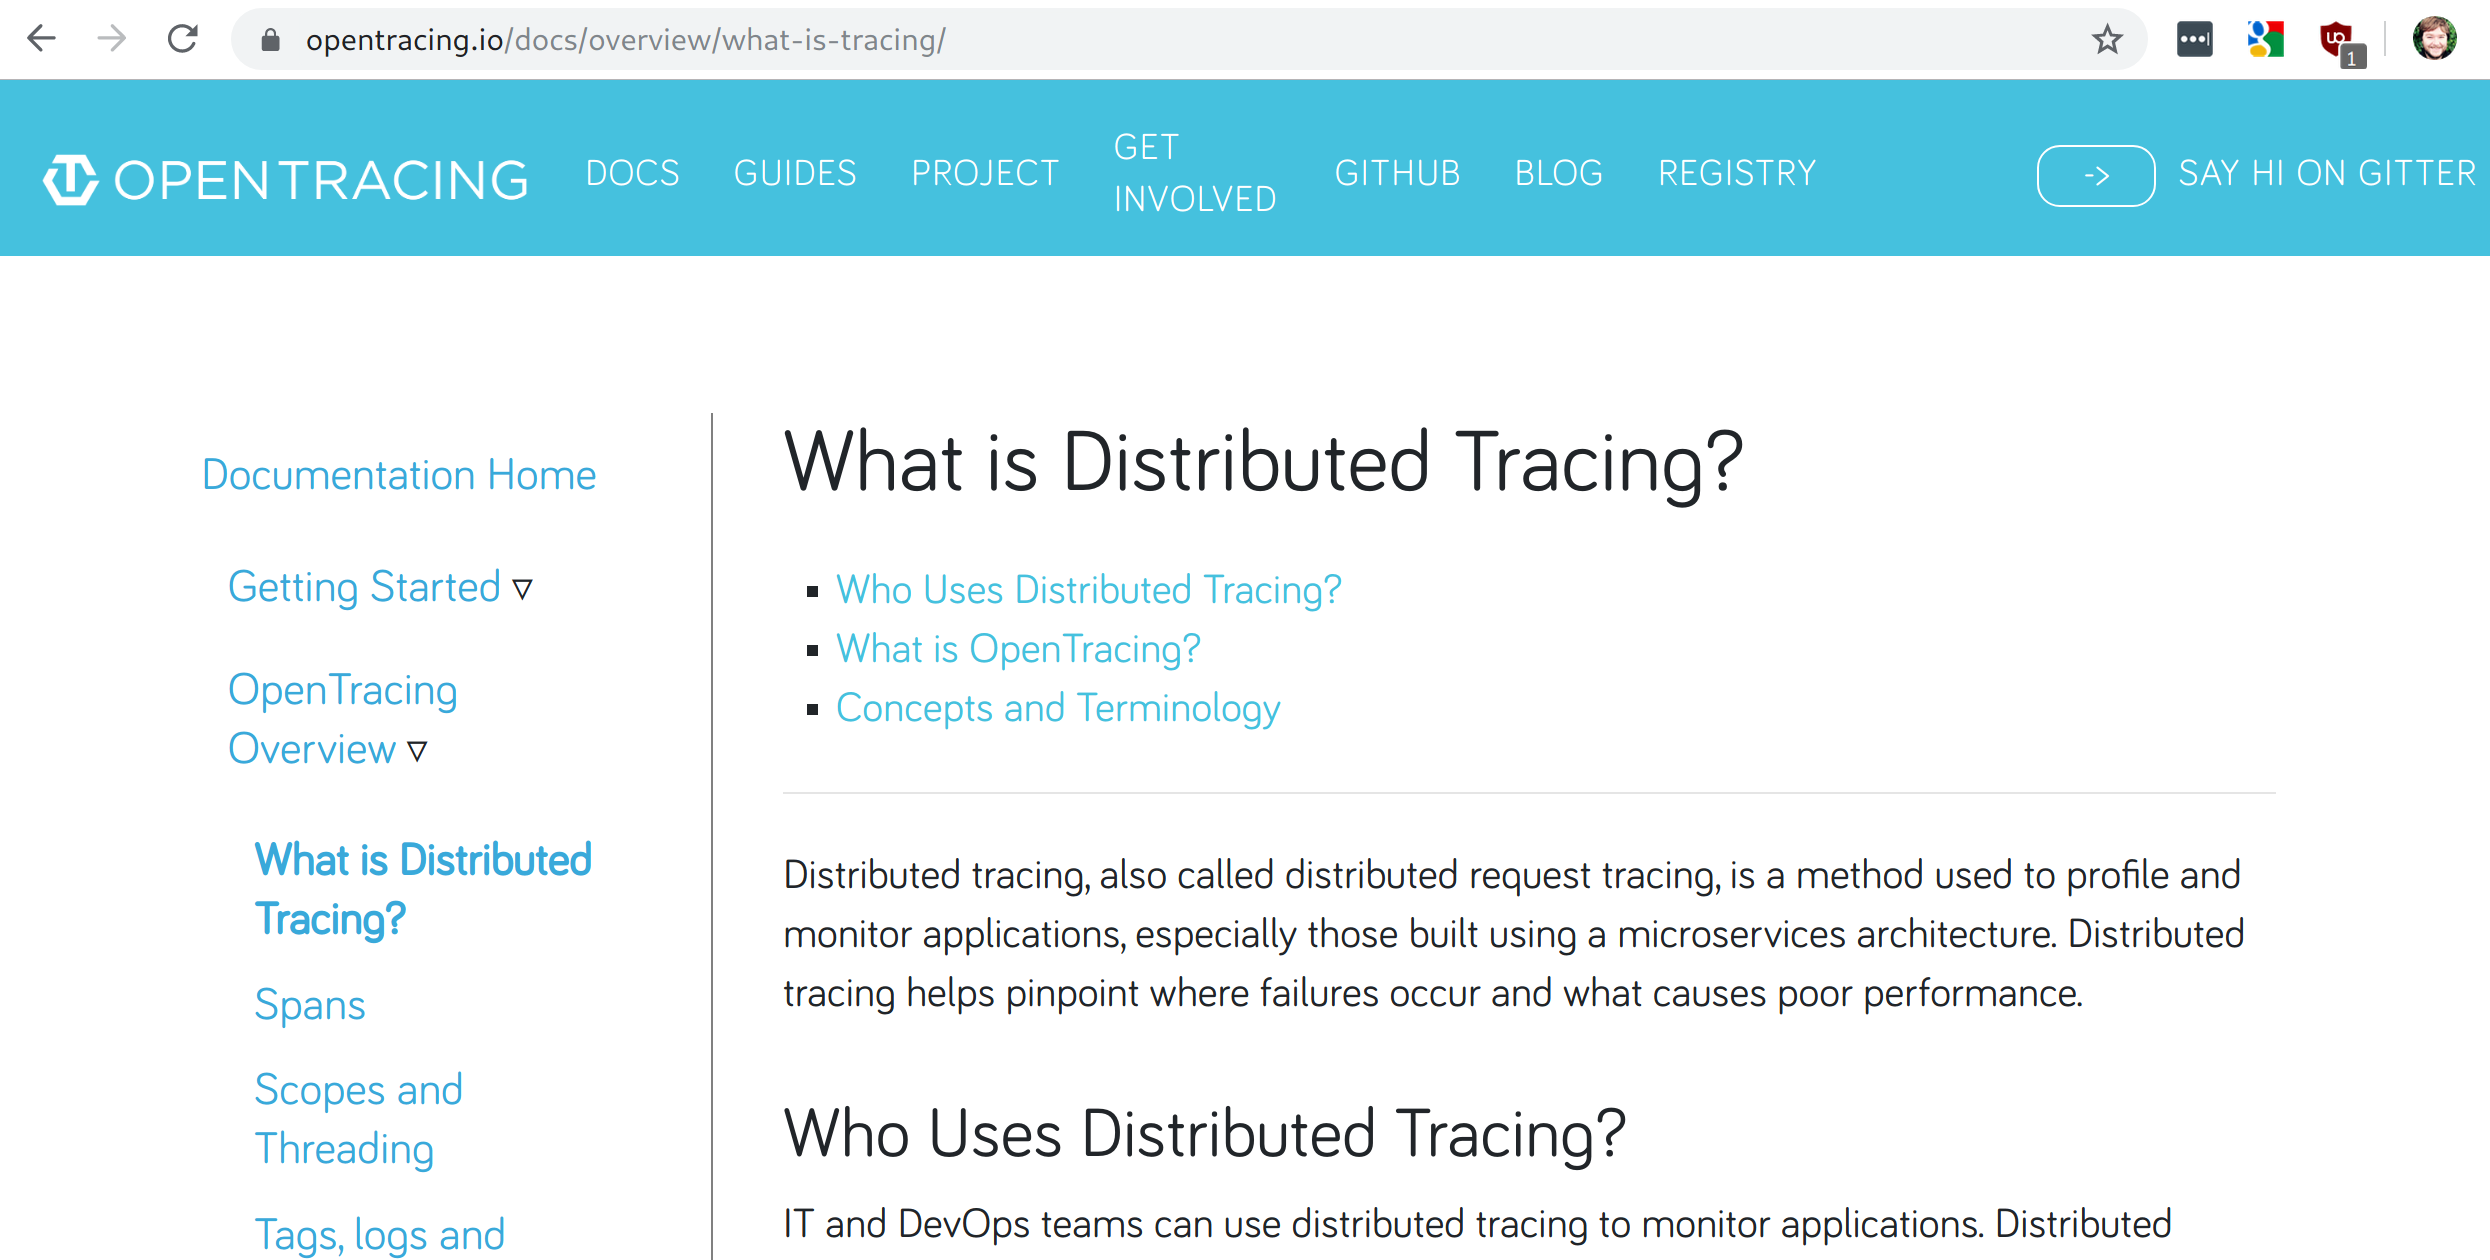 opentracing.io/docs/overview/what-is-tracing/
1
OPENTRACING
DOCS
GUIDES
PROJECT
GET
INVOLVED
GITHUB
BLOG
REGISTRY
->
SAY HI ON GITTER
Documentation Home
Getting Started ▽
OpenTracing
Overview ▽
What is Distributed
Tracing?
Spans
Scopes and
Threading
Tags, logs and
What is Distributed Tracing?
Who Uses Distributed Tracing?
What is OpenTracing?
Concepts and Terminology
Distributed tracing, also called distributed request tracing, is a method used to profile and
monitor applications, especially those built using a microservices architecture. Distributed
tracing helps pinpoint where failures occur and what causes poor performance.
Who Uses Distributed Tracing?
IT and DevOps teams can use distributed tracing to monitor applications. Distributed